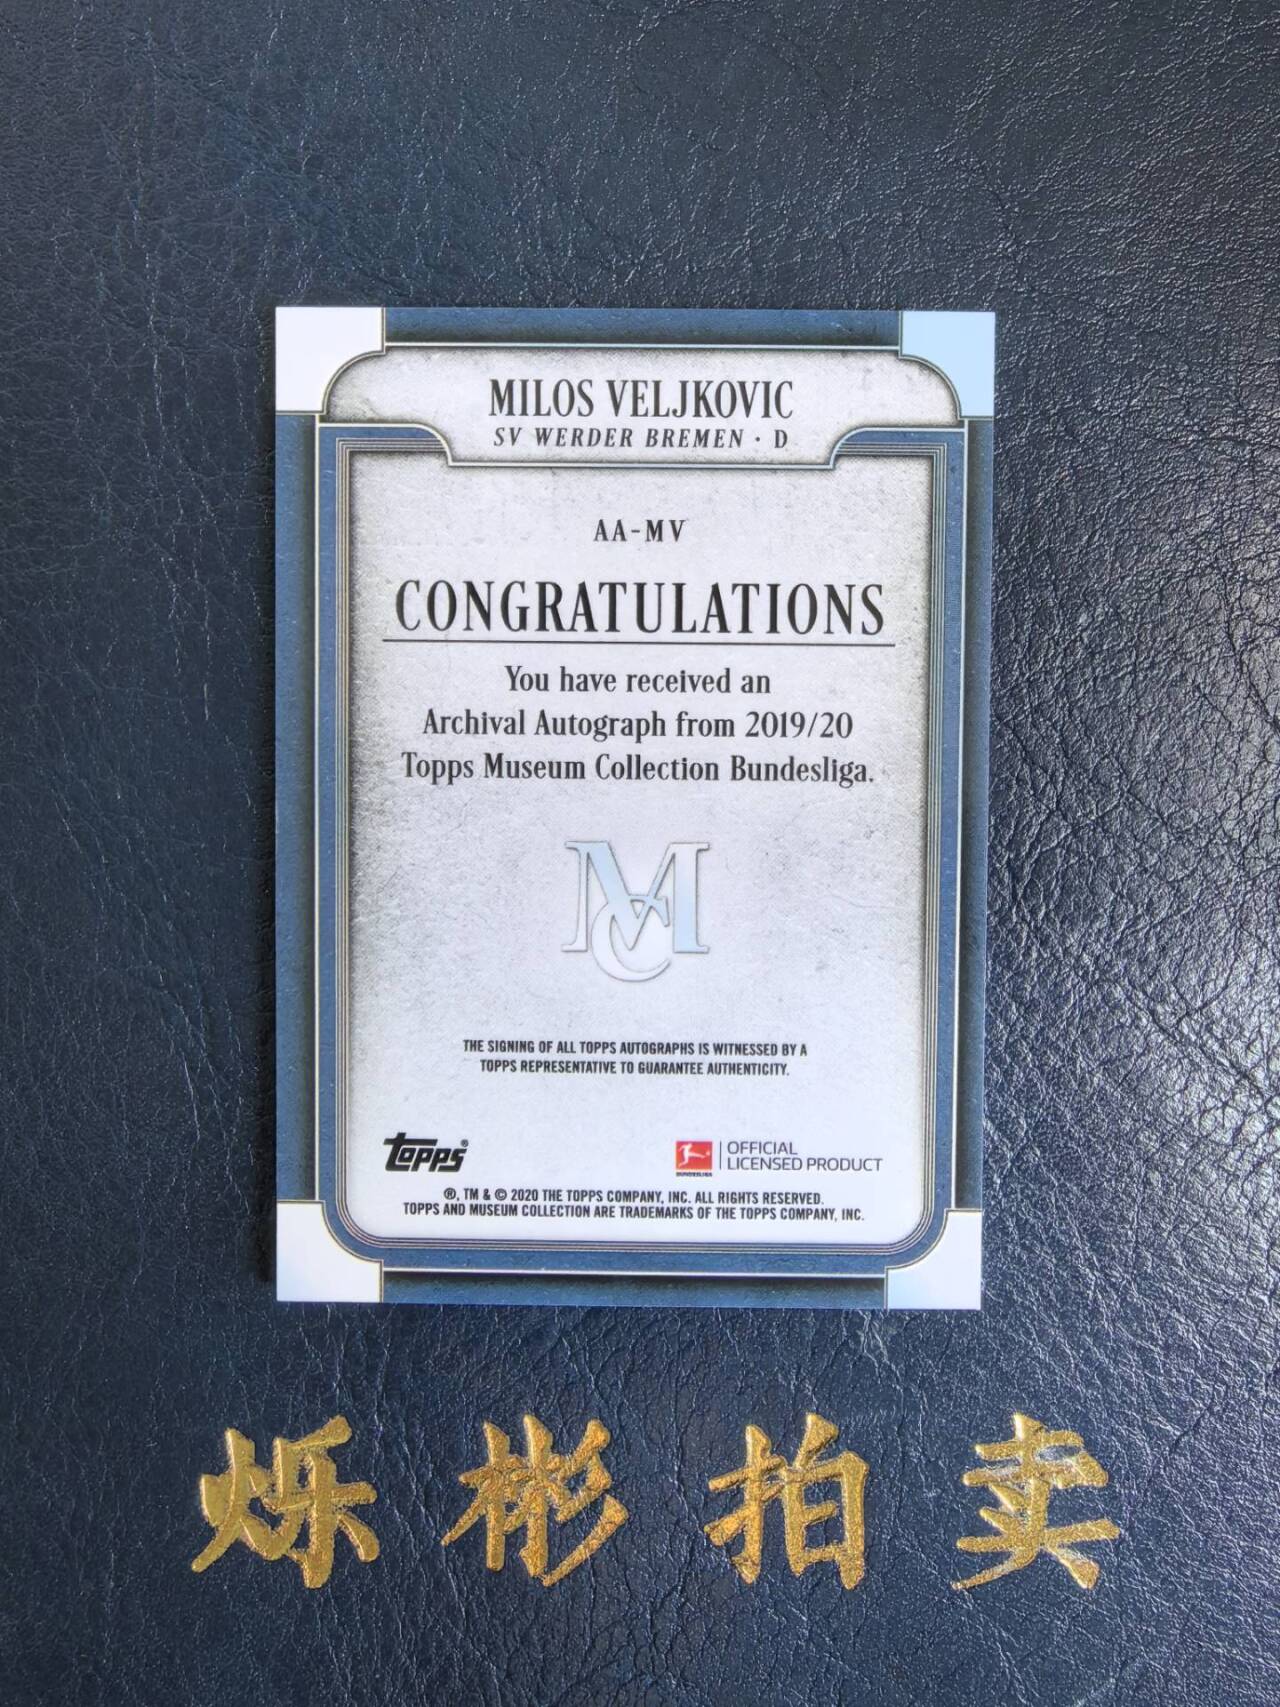 MILOS VELJKOVIC
SV WERDER BREMEN · D
AA-MV
CONGRATULATIONS
You have received an
Archival Autograph from 2019/20
Topps Museum Collection Bundesliga.
MC
THE SIGNING OF ALL TOPPS AUTOGRAPHS IS WITNESSED BY A
TOPPS REPRESENTATIVE TO GUARANTEE AUTHENTICITY.
topps®
BUNDESLIGA
OFFICIAL
LICENSED PRODUCT
®, TM & © 2020 THE TOPPS COMPANY, INC. ALL RIGHTS RESERVED.
TOPPS AND MUSEUM COLLECTION ARE TRADEMARKS OF THE TOPPS COMPANY, INC.
烁彬拍卖